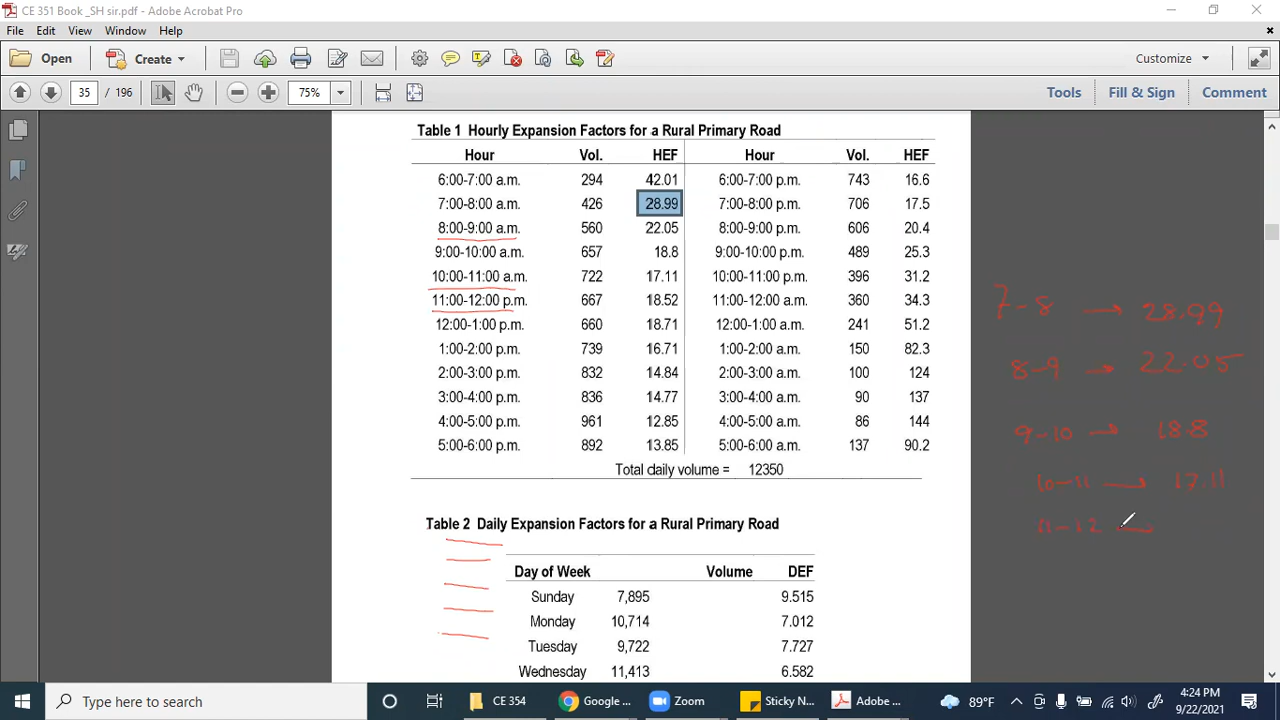 CE 351 Book _SH sir.pdf - Adobe Acrobat Pro
File Edit View Window Help
Open Create Customize
35 / 196 75% Tools Fill & Sign Comment
Table 1 Hourly Expansion Factors for a Rural Primary Road
Hour Vol. HEF Hour Vol. HEF
6:00-7:00 a.m. 294 42.01 6:00-7:00 p.m. 743 16.6
7:00-8:00 a.m. 426 28.99 7:00-8:00 p.m. 706 17.5
8:00-9:00 a.m. 560 22.05 8:00-9:00 p.m. 606 20.4
9:00-10:00 a.m. 657 18.8 9:00-10:00 p.m. 489 25.3
10:00-11:00 a.m. 722 17.11 10:00-11:00 p.m. 396 31.2
11:00-12:00 p.m. 667 18.52 11:00-12:00 a.m. 360 34.3
12:00-1:00 p.m. 660 18.71 12:00-1:00 a.m. 241 51.2
1:00-2:00 p.m. 739 16.71 1:00-2:00 a.m. 150 82.3
2:00-3:00 p.m. 832 14.84 2:00-3:00 a.m. 100 124
3:00-4:00 p.m. 836 14.77 3:00-4:00 a.m. 90 137
4:00-5:00 p.m. 961 12.85 4:00-5:00 a.m. 86 144
5:00-6:00 p.m. 892 13.85 5:00-6:00 a.m. 137 90.2
Total daily volume = 12350
7-8 → 28.99
8-9 → 22.05
9-10 → 18.8
10-11 → 17.11
11-12
Table 2 Daily Expansion Factors for a Rural Primary Road
Day of Week Volume DEF
Sunday 7,895 9.515
Monday 10,714 7.012
Tuesday 9,722 7.727
Wednesday 11,413 6.582
Type here to search CE 354 Google ... Zoom Sticky N... Adobe ... 89°F 4:24 PM
9/22/2021